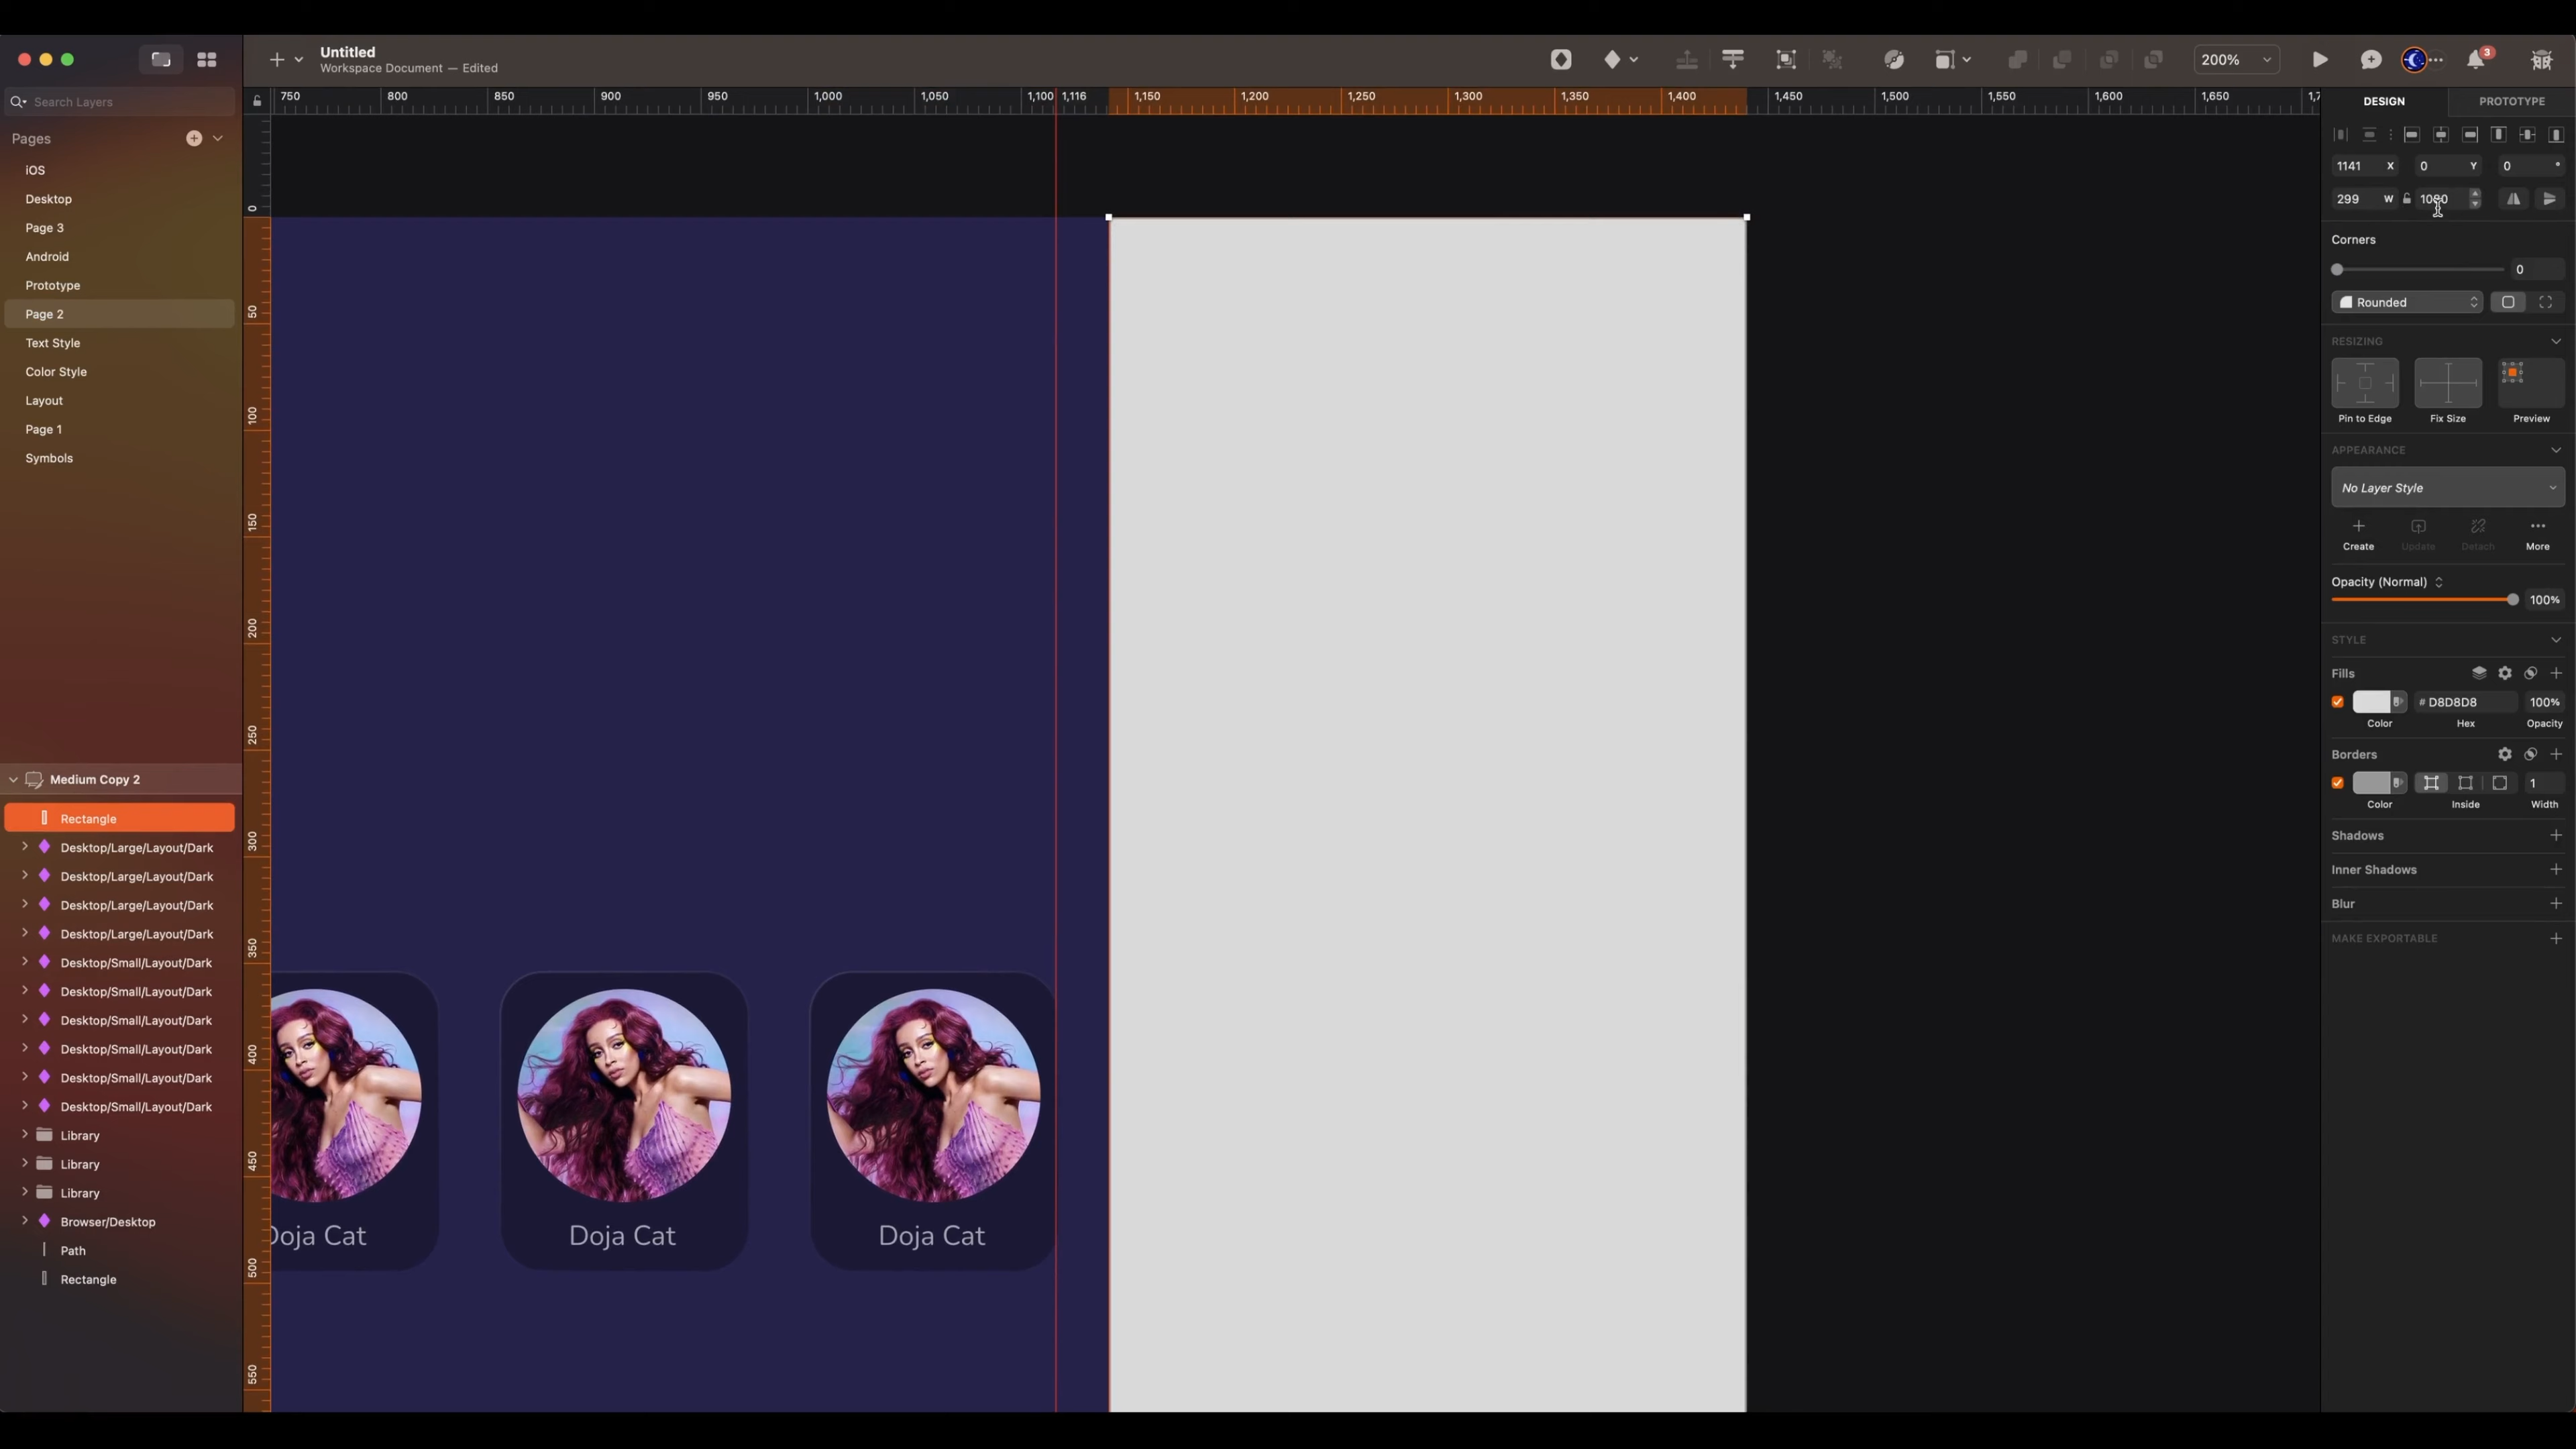 Untitled
Workspace Document — Edited
200%
3
Search Layers
Pages
iOS
Desktop
Page 3
Android
Prototype
Page 2
Text Style
Color Style
Layout
Page 1
Symbols
Medium Copy 2
Rectangle
Desktop/Large/Layout/Dark
Desktop/Large/Layout/Dark
Desktop/Large/Layout/Dark
Desktop/Large/Layout/Dark
Desktop/Small/Layout/Dark
Desktop/Small/Layout/Dark
Desktop/Small/Layout/Dark
Desktop/Small/Layout/Dark
Desktop/Small/Layout/Dark
Desktop/Small/Layout/Dark
Library
Library
Library
Browser/Desktop
Path
Rectangle
750 800 850 900 950 1,000 1,050 1,100 1,116 1,150 1,200 1,250 1,300 1,350 1,400 1,450 1,500 1,550 1,600 1,650 1,7
0
50
100
150
200
250
300
350
400
450
500
550
Doja Cat Doja Cat Doja Cat
DESIGN PROTOTYPE
1141 X 0 Y 0 °
299 W 1080
Corners
0
Rounded
RESIZING
Pin to Edge Fix Size Preview
APPEARANCE
No Layer Style
Create Update Detach More
Opacity (Normal)
100%
STYLE
Fills
# D8D8D8 100%
Color Hex Opacity
Borders
1
Color Inside Width
Shadows
Inner Shadows
Blur
MAKE EXPORTABLE